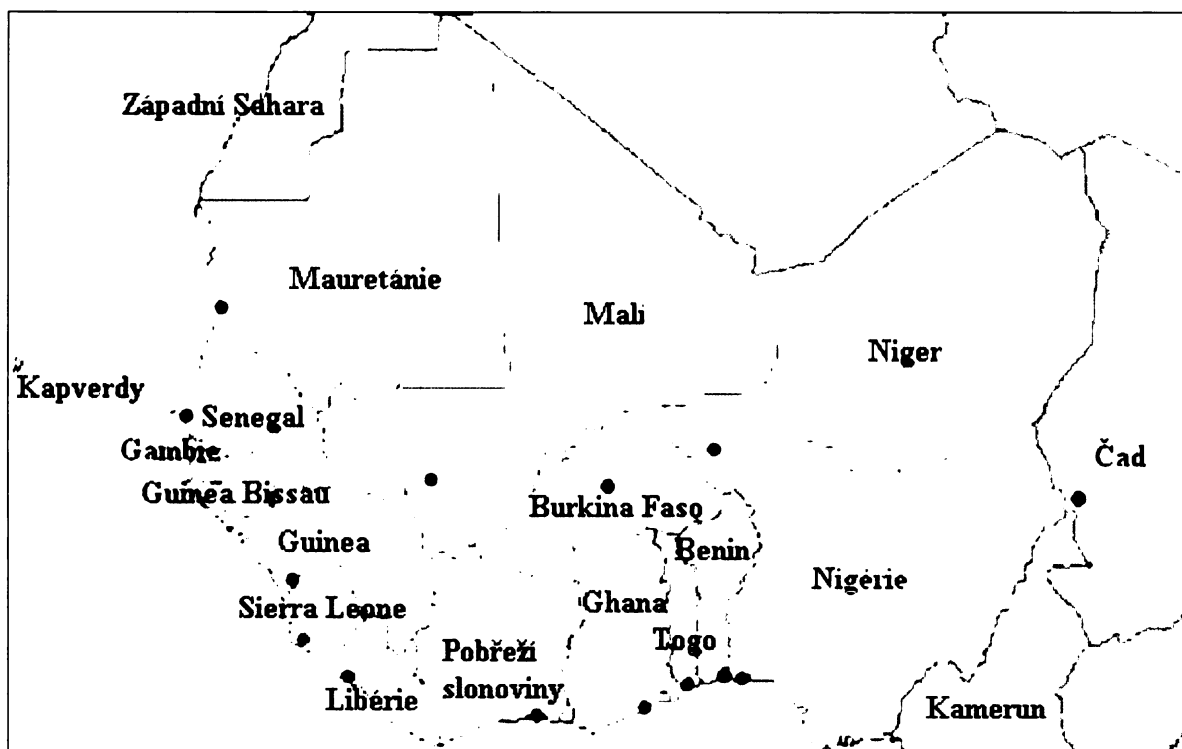 Západní Sahara
Mauretánie
Mali
Niger
Kapverdy
Senegal
Gambie
Čad
Guinea Bissau
Burkina Faso
Guinea
Benin
Nigérie
Ghana
Sierra Leone
Togo
Pobřeží
slonoviny
Libérie
Kamerun